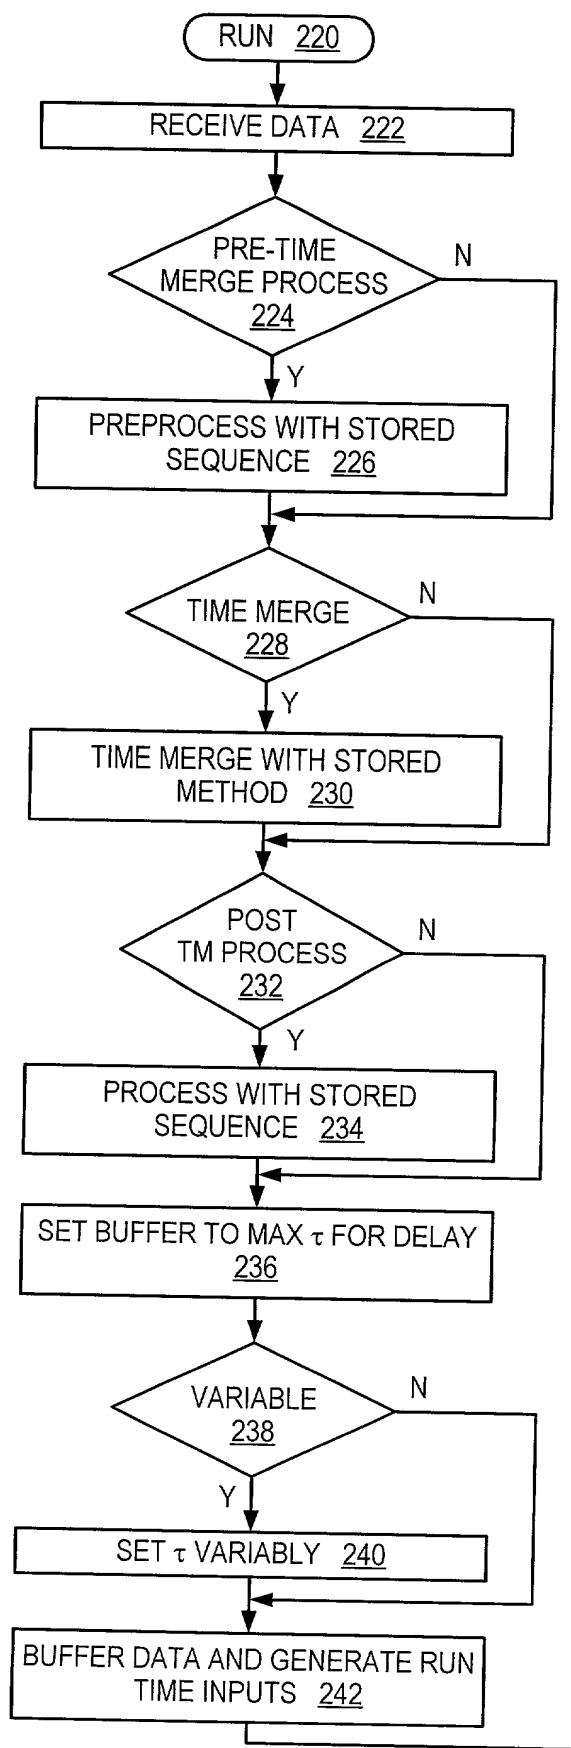 RUN 220
RECEIVE DATA 222
PRE-TIME
MERGE PROCESS
224
N
Y
PREPROCESS WITH STORED
SEQUENCE 226
TIME MERGE
228
N
Y
TIME MERGE WITH STORED
METHOD 230
POST
TM PROCESS
232
N
Y
PROCESS WITH STORED
SEQUENCE 234
SET BUFFER TO MAX τ FOR DELAY
236
VARIABLE
238
N
Y
SET τ VARIABLY 240
BUFFER DATA AND GENERATE RUN
TIME INPUTS 242